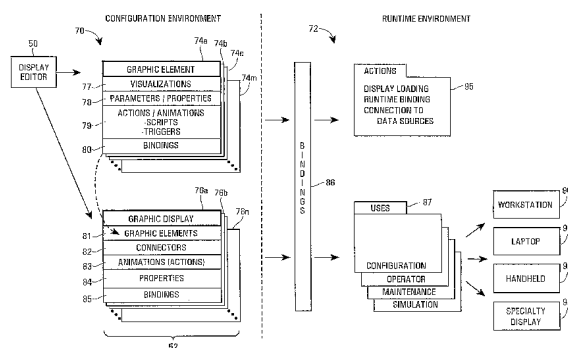 CONFIGURATION ENVIRONMENT
RUNTIME ENVIRONMENT
50
DISPLAY
EDITOR
70
74a
74b
74c
74m
GRAPHIC ELEMENT
77
VISUALIZATIONS
78
PARAMETERS / PROPERTIES
79
ACTIONS / ANIMATIONS
-SCRIPTS
-TRIGGERS
80
BINDINGS
76a
76b
76n
GRAPHIC DISPLAY
81
GRAPHIC ELEMENTS
82
CONNECTORS
83
ANIMATIONS (ACTIONS)
84
PROPERTIES
85
BINDINGS
52
72
BINDINGS
86
ACTIONS
DISPLAY LOADING
RUNTIME BINDING
CONNECTION TO
DATA SOURCES
95
USES
87
CONFIGURATION
OPERATOR
MAINTENANCE
SIMULATION
WORKSTATION
LAPTOP
HANDHELD
SPECIALTY
DISPLAY